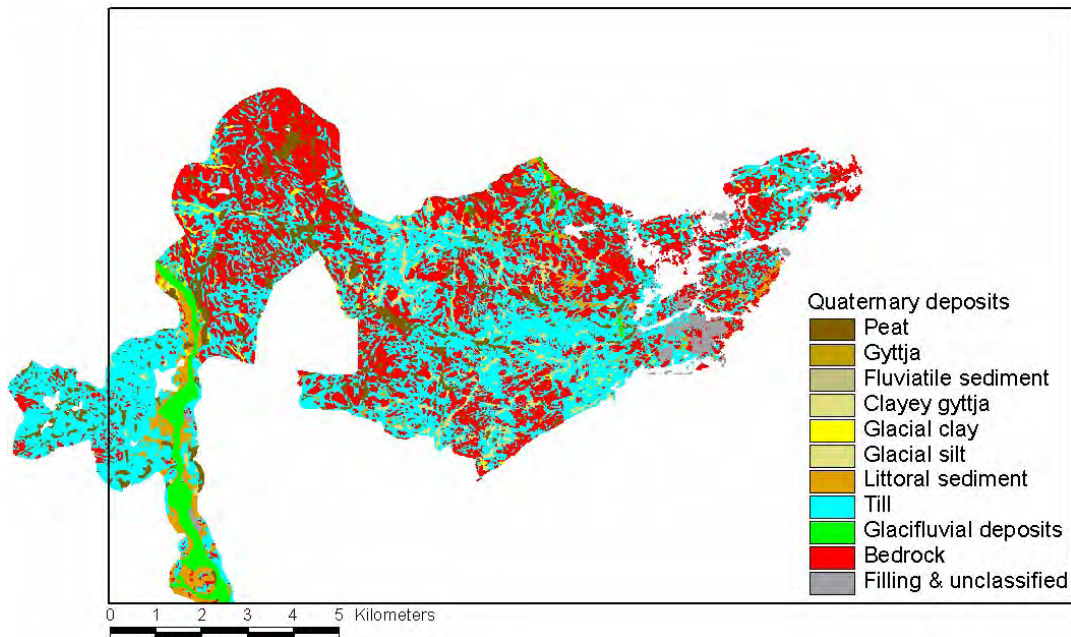 Quaternary deposits
Peat
Gyttja
Fluviatile sediment
Clayey gyttja
Glacial clay
Glacial silt
Littoral sediment
Till
Glacifluvial deposits
Bedrock
Filling & unclassified
0 1 2 3 4 5 Kilometers